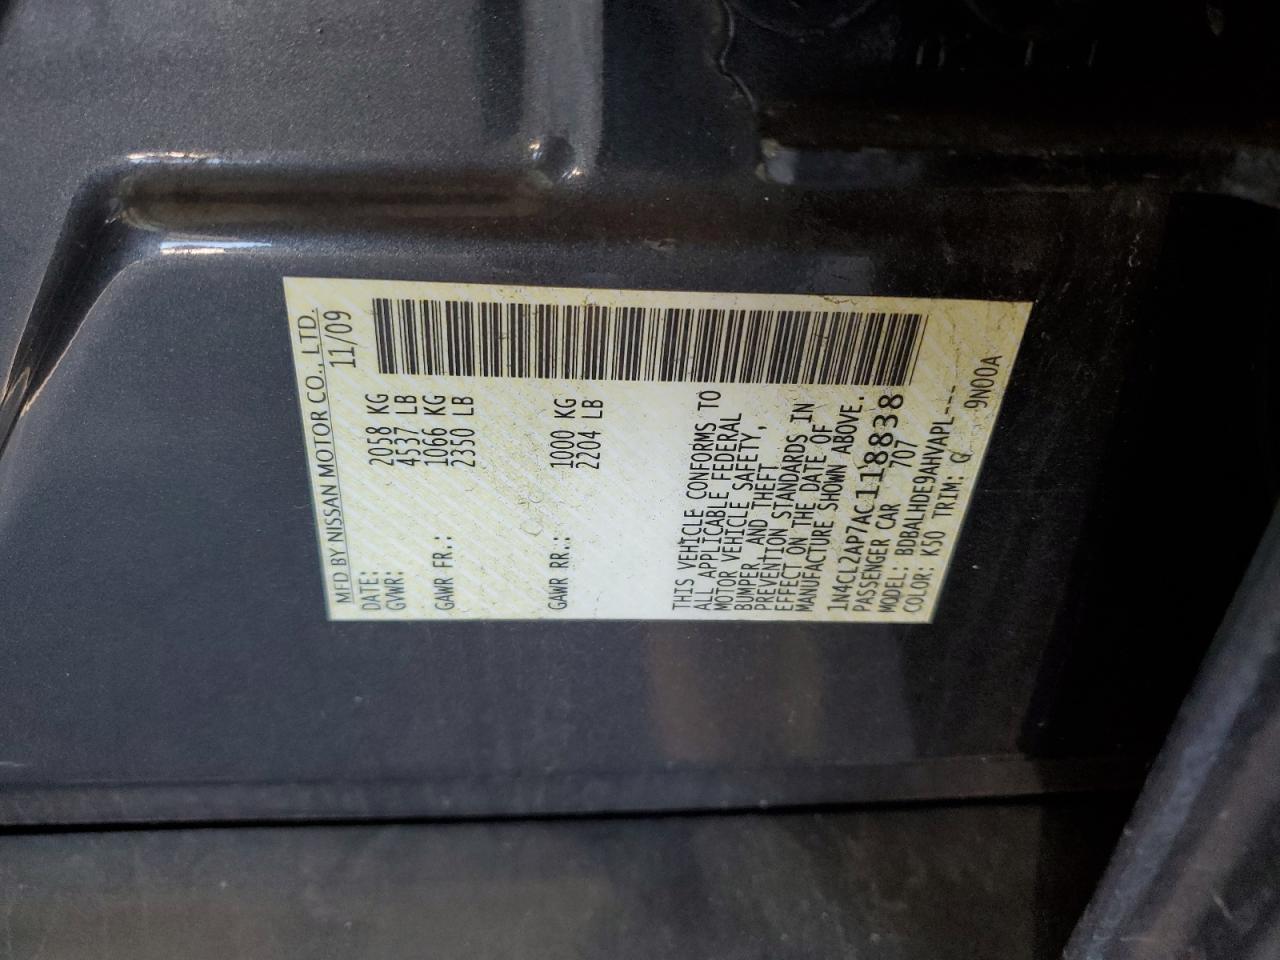 MFD BY NISSAN MOTOR CO., LTD.
DATE: 11/09
GVWR: 2058 KG
4537 LB
GAWR FR.: 1066 KG
2350 LB
GAWR RR.: 1000 KG
2204 LB
THIS VEHICLE CONFORMS TO
ALL APPLICABLE FEDERAL
MOTOR VEHICLE SAFETY,
BUMPER, AND THEFT
PREVENTION STANDARDS IN
EFFECT ON THE DATE OF
MANUFACTURE SHOWN ABOVE.
1N4CL2AP7AC118838
PASSENGER CAR 707
MODEL: BDBALHDE9AHVAPL---
COLOR: K50 TRIM: G 9N00A